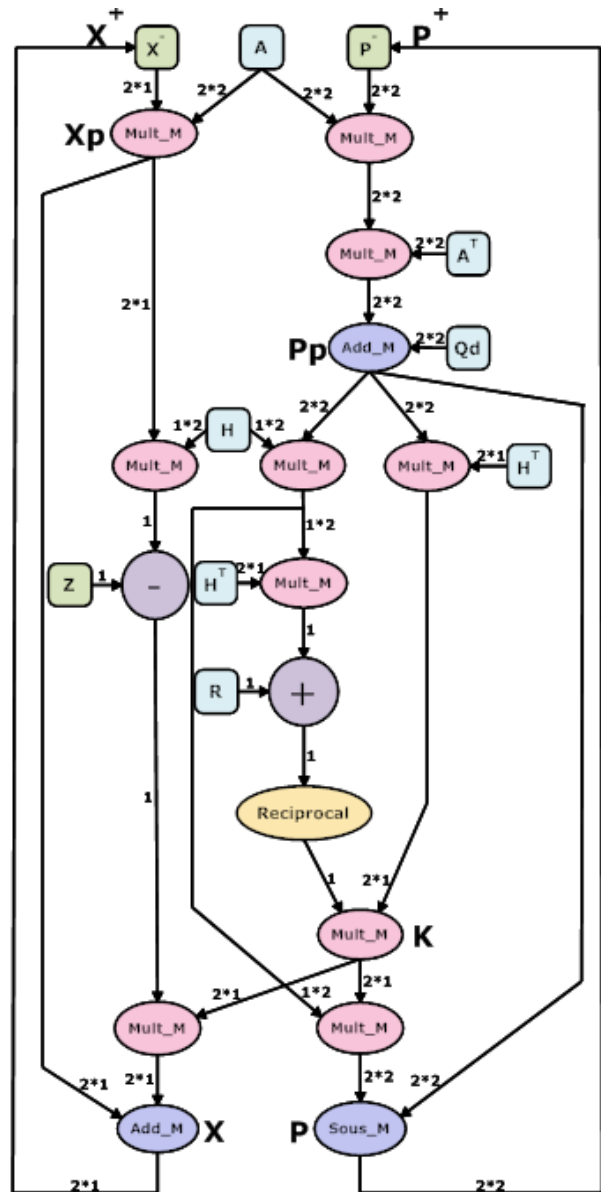 X⁺ X⁻ A P⁻ P⁺
2*1 2*2 2*2 2*2
Xp Mult_M Mult_M
2*2
Mult_M 2*2 Aᵀ
2*1 2*2
Pp Add_M 2*2 Qd
2*2 2*2
1*2 H 1*2
Mult_M Mult_M Mult_M 2*1 Hᵀ
1 1*2
Z 1 - Hᵀ 2*1 Mult_M
1
R 1 +
1
1 Reciprocal
1 2*1
Mult_M K
2*1 1*2 2*1
Mult_M Mult_M
2*1 2*1 2*2 2*2
Add_M X P Sous_M
2*1 2*2